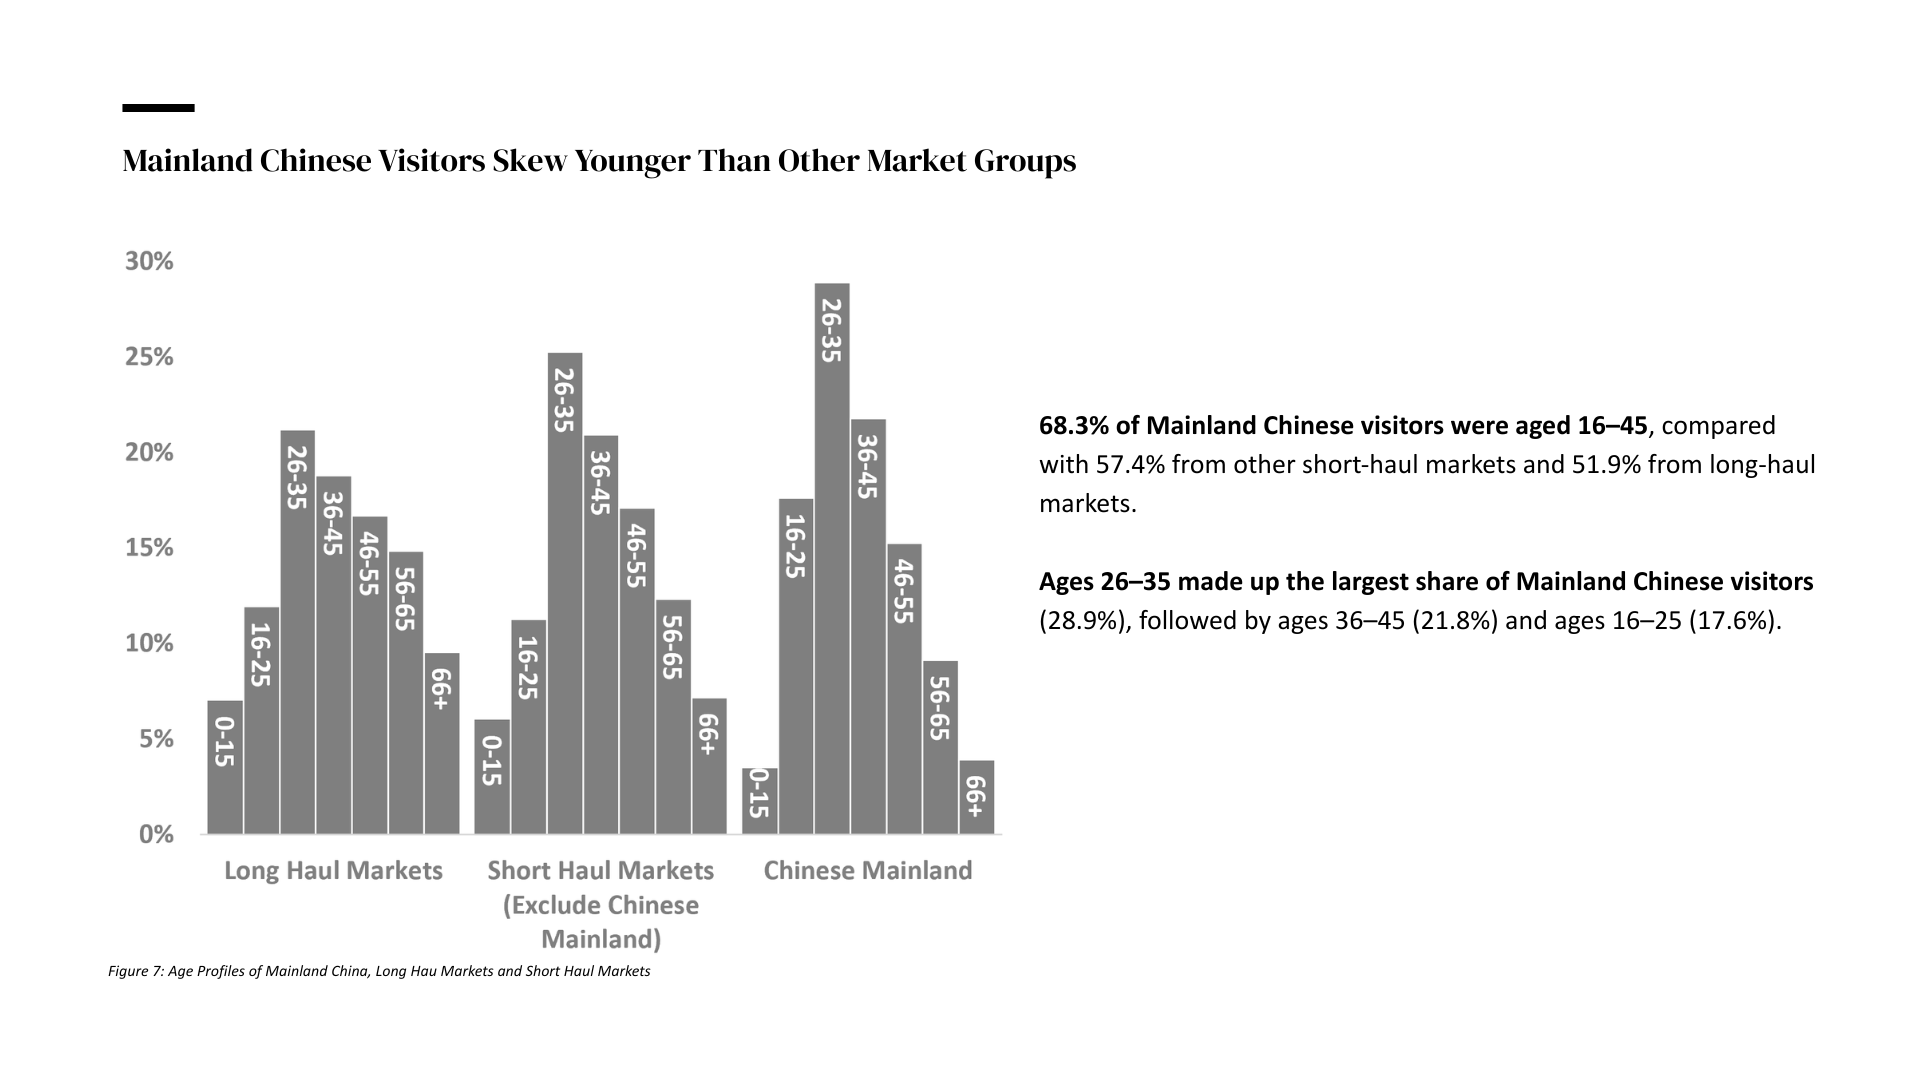 Mainland Chinese Visitors Skew Younger Than Other Market Groups
30%
25%
20%
15%
10%
5%
0%
0-15
16-25
26-35
36-45
46-55
56-65
66+
0-15
16-25
26-35
36-45
46-55
56-65
66+
0-15
16-25
26-35
36-45
46-55
56-65
66+
Long Haul Markets
Short Haul Markets
(Exclude Chinese
Mainland)
Chinese Mainland
Figure 7: Age Profiles of Mainland China, Long Hau Markets and Short Haul Markets
68.3% of Mainland Chinese visitors were aged 16–45, compared
with 57.4% from other short-haul markets and 51.9% from long-haul
markets.
Ages 26–35 made up the largest share of Mainland Chinese visitors
(28.9%), followed by ages 36–45 (21.8%) and ages 16–25 (17.6%).